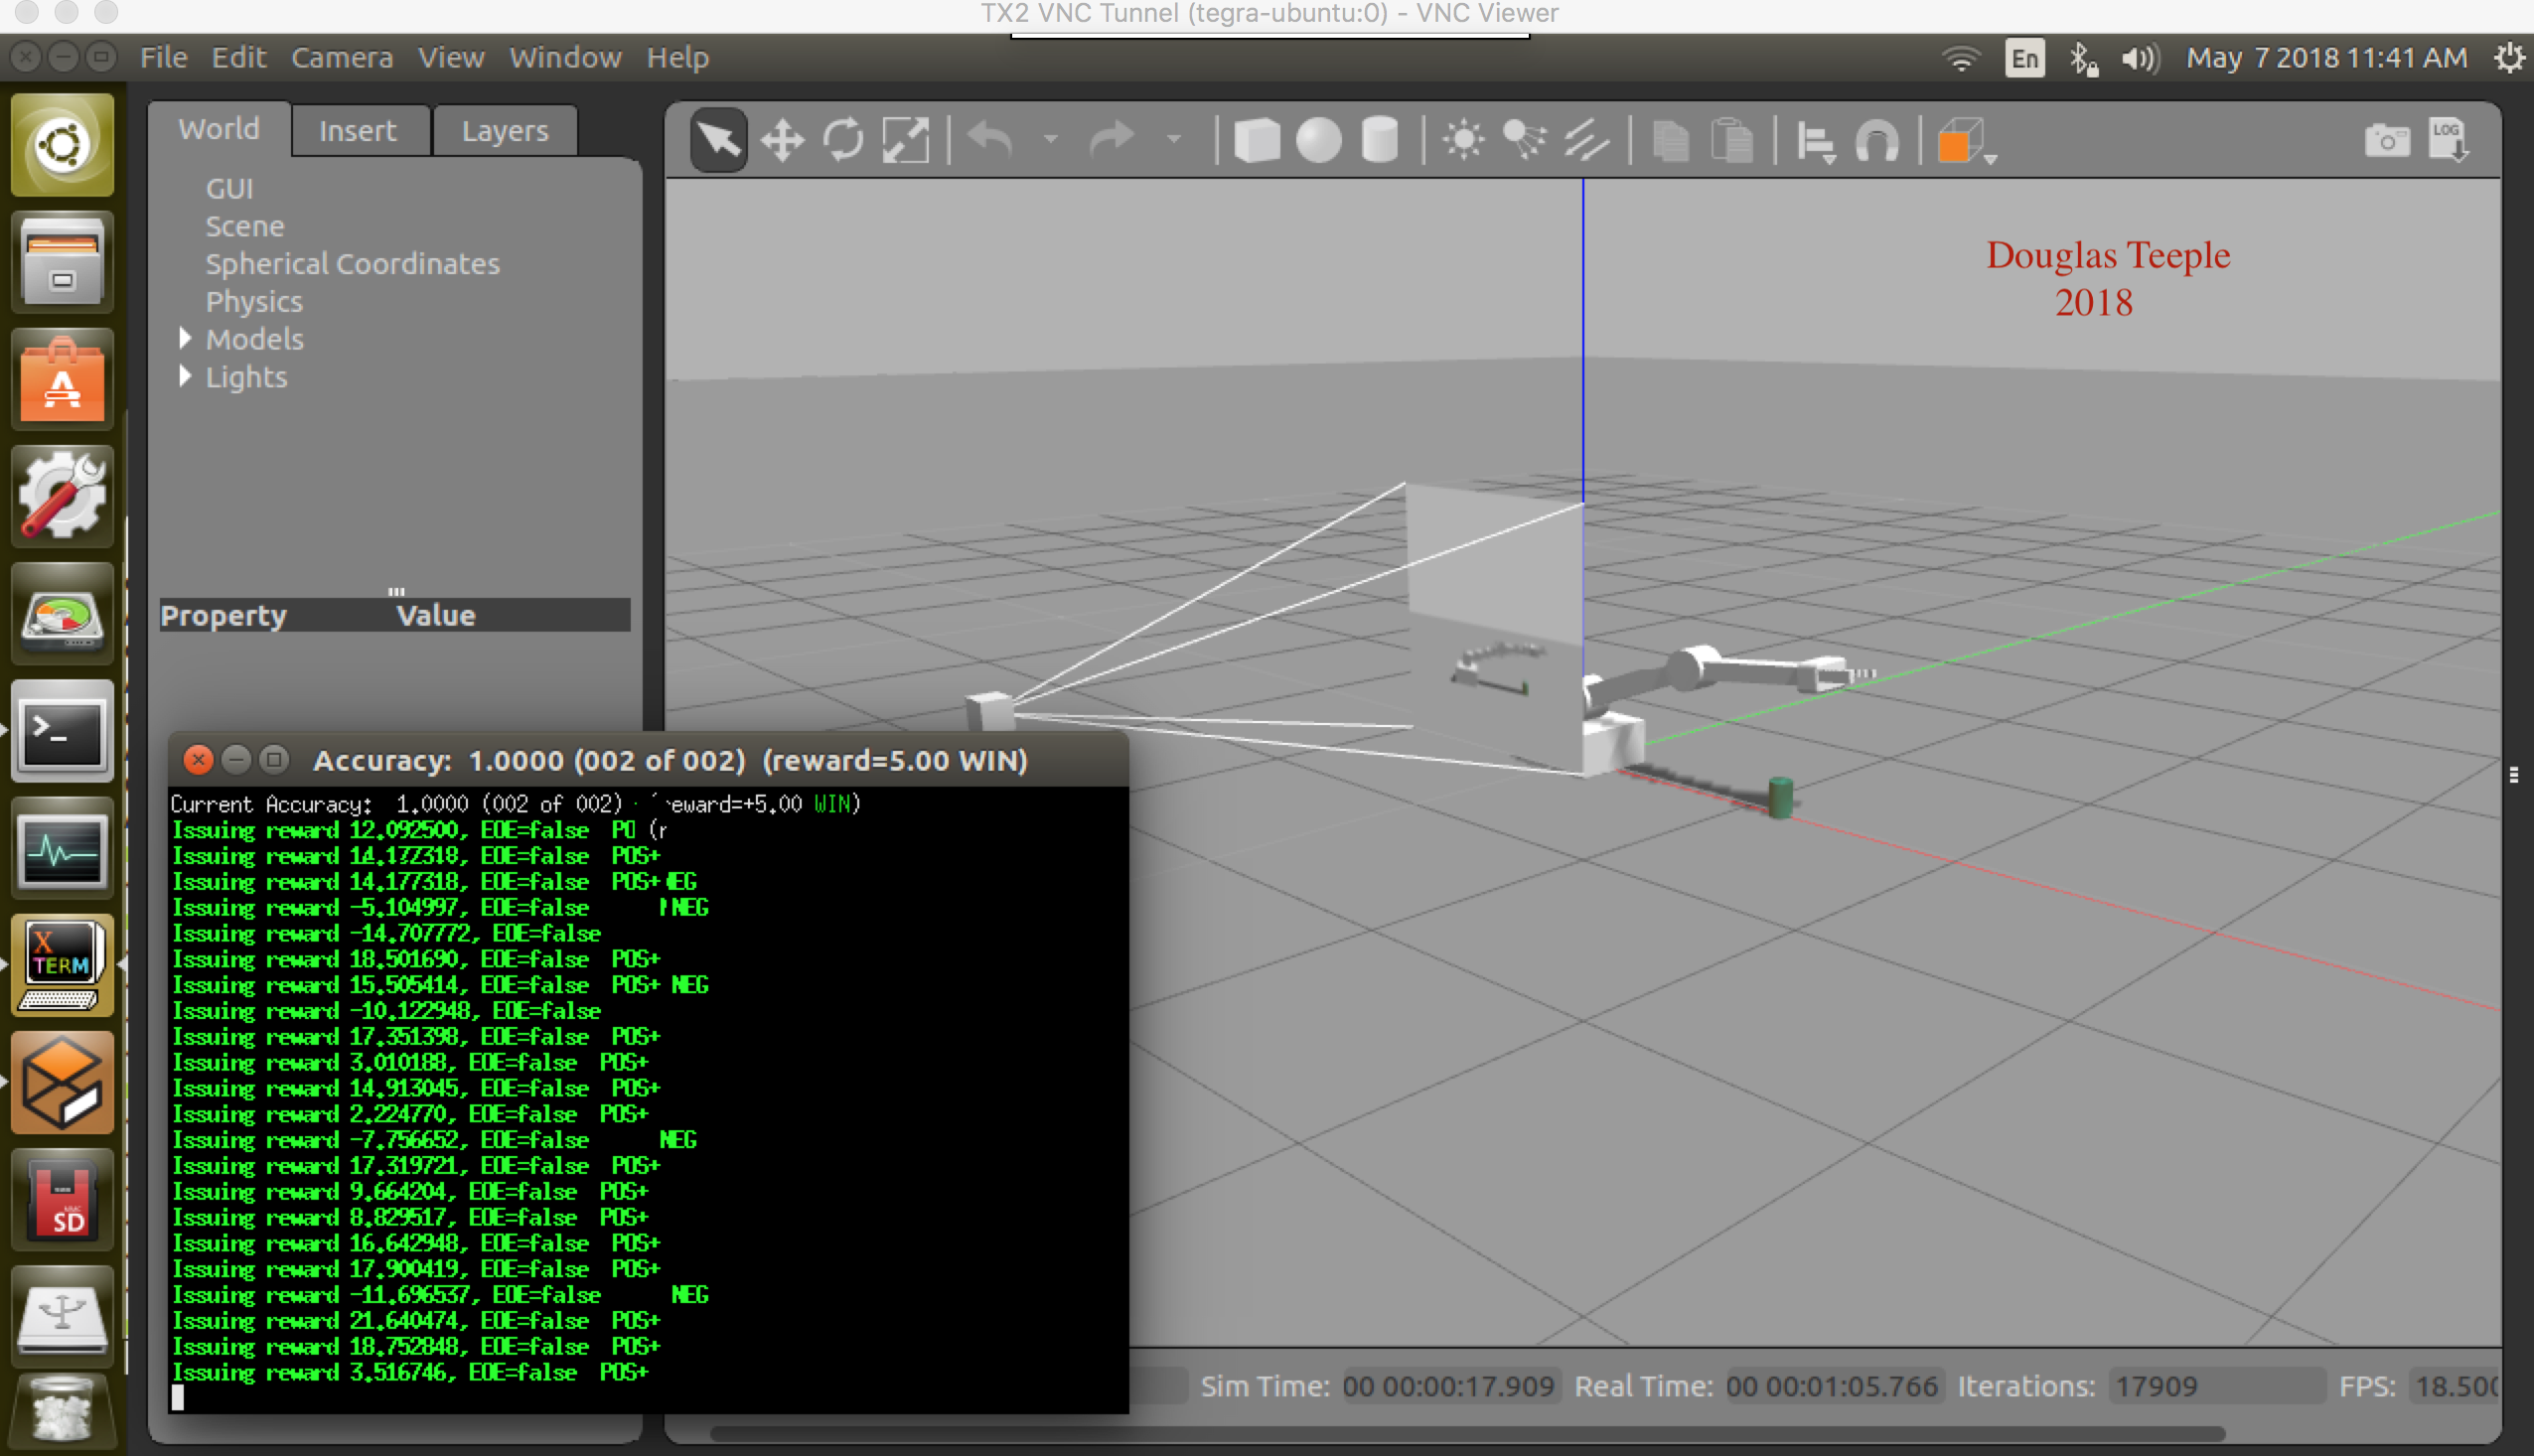 TX2 VNC Tunnel (tegra-ubuntu:0) - VNC Viewer
File Edit Camera View Window Help
En May 7 2018 11:41 AM
World Insert Layers
LOG
GUI
Scene
Spherical Coordinates
Physics
Models
Lights
Property Value
Douglas Teeple
2018
X
TERM
SD
Accuracy: 1.0000 (002 of 002) (reward=5.00 WIN)
Current Accuracy: 1.0000 (002 of 002) eward=+5.00 WIN)
Issuing reward 12.092500, EOE=false PO (r
Issuing reward 14.172318, EOE=false POS+
Issuing reward 14.177318, EOE=false POS+ EG
Issuing reward -5.104997, EOE=false NEG
Issuing reward -14.707772, EOE=false
Issuing reward 18.501690, EOE=false POS+
Issuing reward 15.505414, EOE=false POS+ NEG
Issuing reward -10.122948, EOE=false
Issuing reward 17.351398, EOE=false POS+
Issuing reward 3.010188, EOE=false POS+
Issuing reward 14.913045, EOE=false POS+
Issuing reward 2.224770, EOE=false POS+
Issuing reward -7.756652, EOE=false NEG
Issuing reward 17.319721, EOE=false POS+
Issuing reward 9.664204, EOE=false POS+
Issuing reward 8.829517, EOE=false POS+
Issuing reward 16.642948, EOE=false POS+
Issuing reward 17.900419, EOE=false POS+
Issuing reward -11.696537, EOE=false NEG
Issuing reward 21.640474, EOE=false POS+
Issuing reward 18.752848, EOE=false POS+
Issuing reward 3.516746, EOE=false POS+
Sim Time: 00 00:00:17.909 Real Time: 00 00:01:05.766 Iterations: 17909 FPS: 18.500